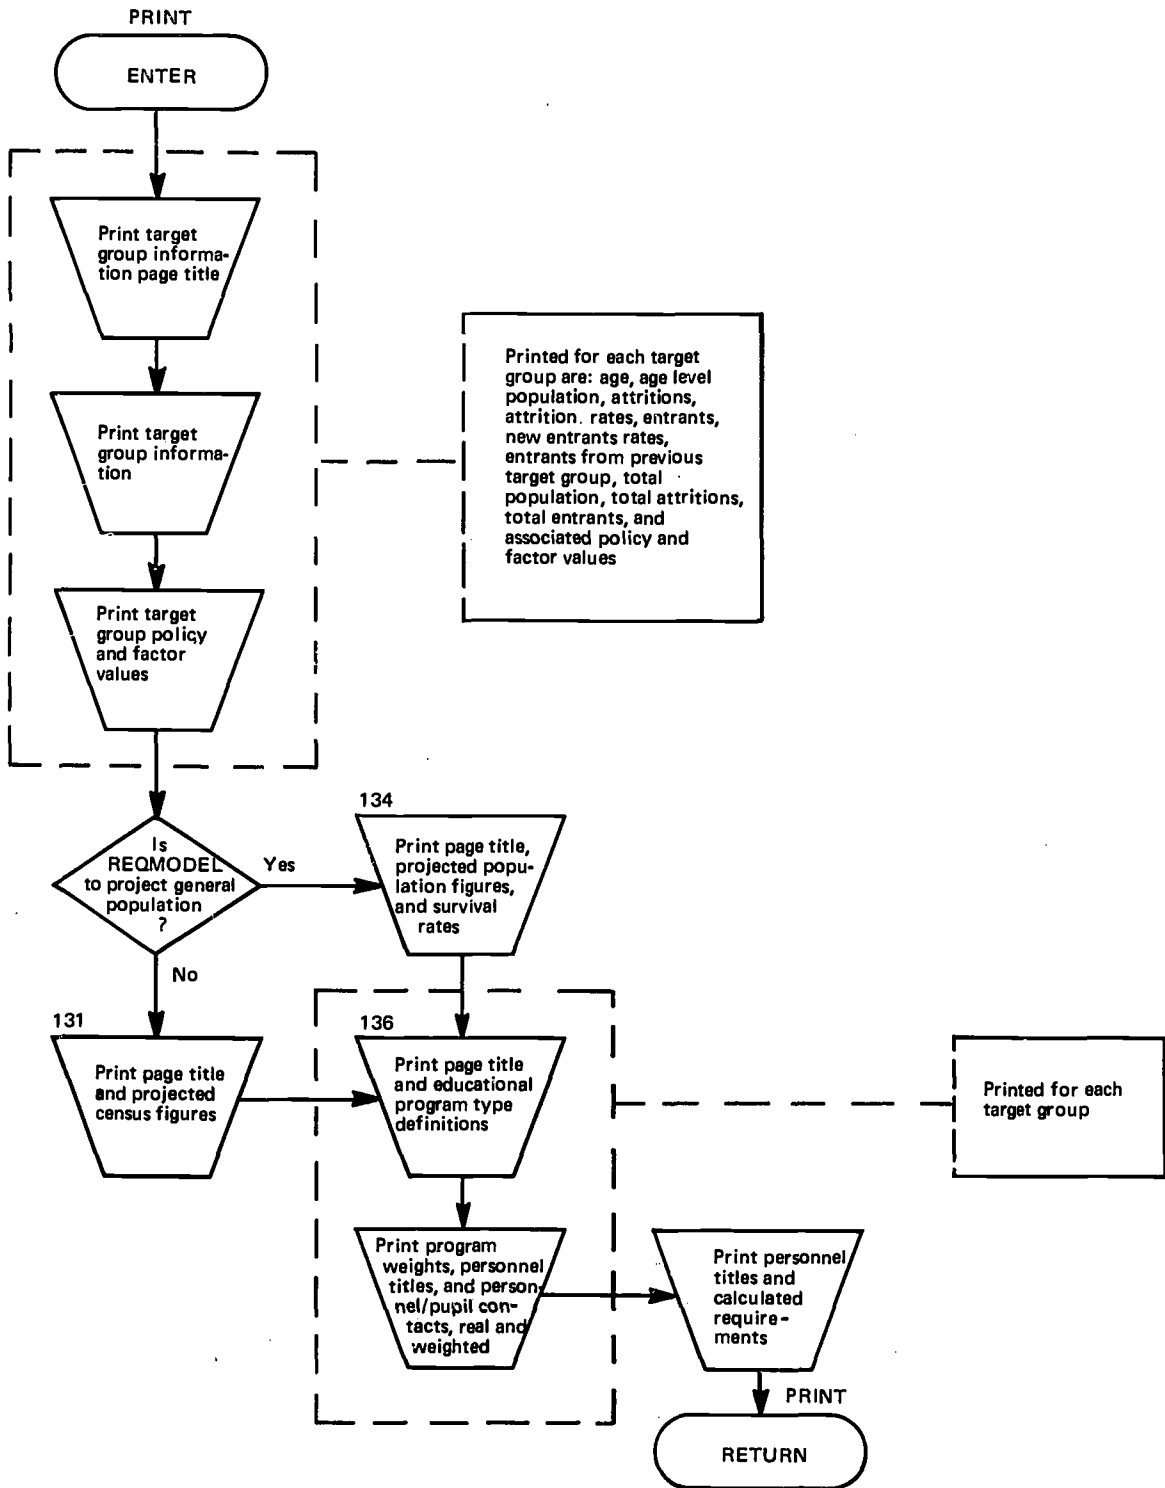 PRINT
ENTER
Print target
group informa-
tion page title
Print target
group informa-
tion
Print target
group policy
and factor
values
Printed for each target
group are: age, age level
population, attritions,
attrition. rates, entrants,
new entrants rates,
entrants from previous
target group, total
population, total attritions,
total entrants, and
associated policy and
factor values
Is
REQMODEL
to project general
population
?
Yes
No
134
Print page title,
projected popu-
lation figures,
and survival
rates
131
Print page title
and projected
census figures
136
Print page title
and educational
program type
definitions
Printed for each
target group
Print program
weights, personnel
titles, and person-
nel/pupil con-
tacts, real and
weighted
Print personnel
titles and
calculated
require-
ments
PRINT
RETURN